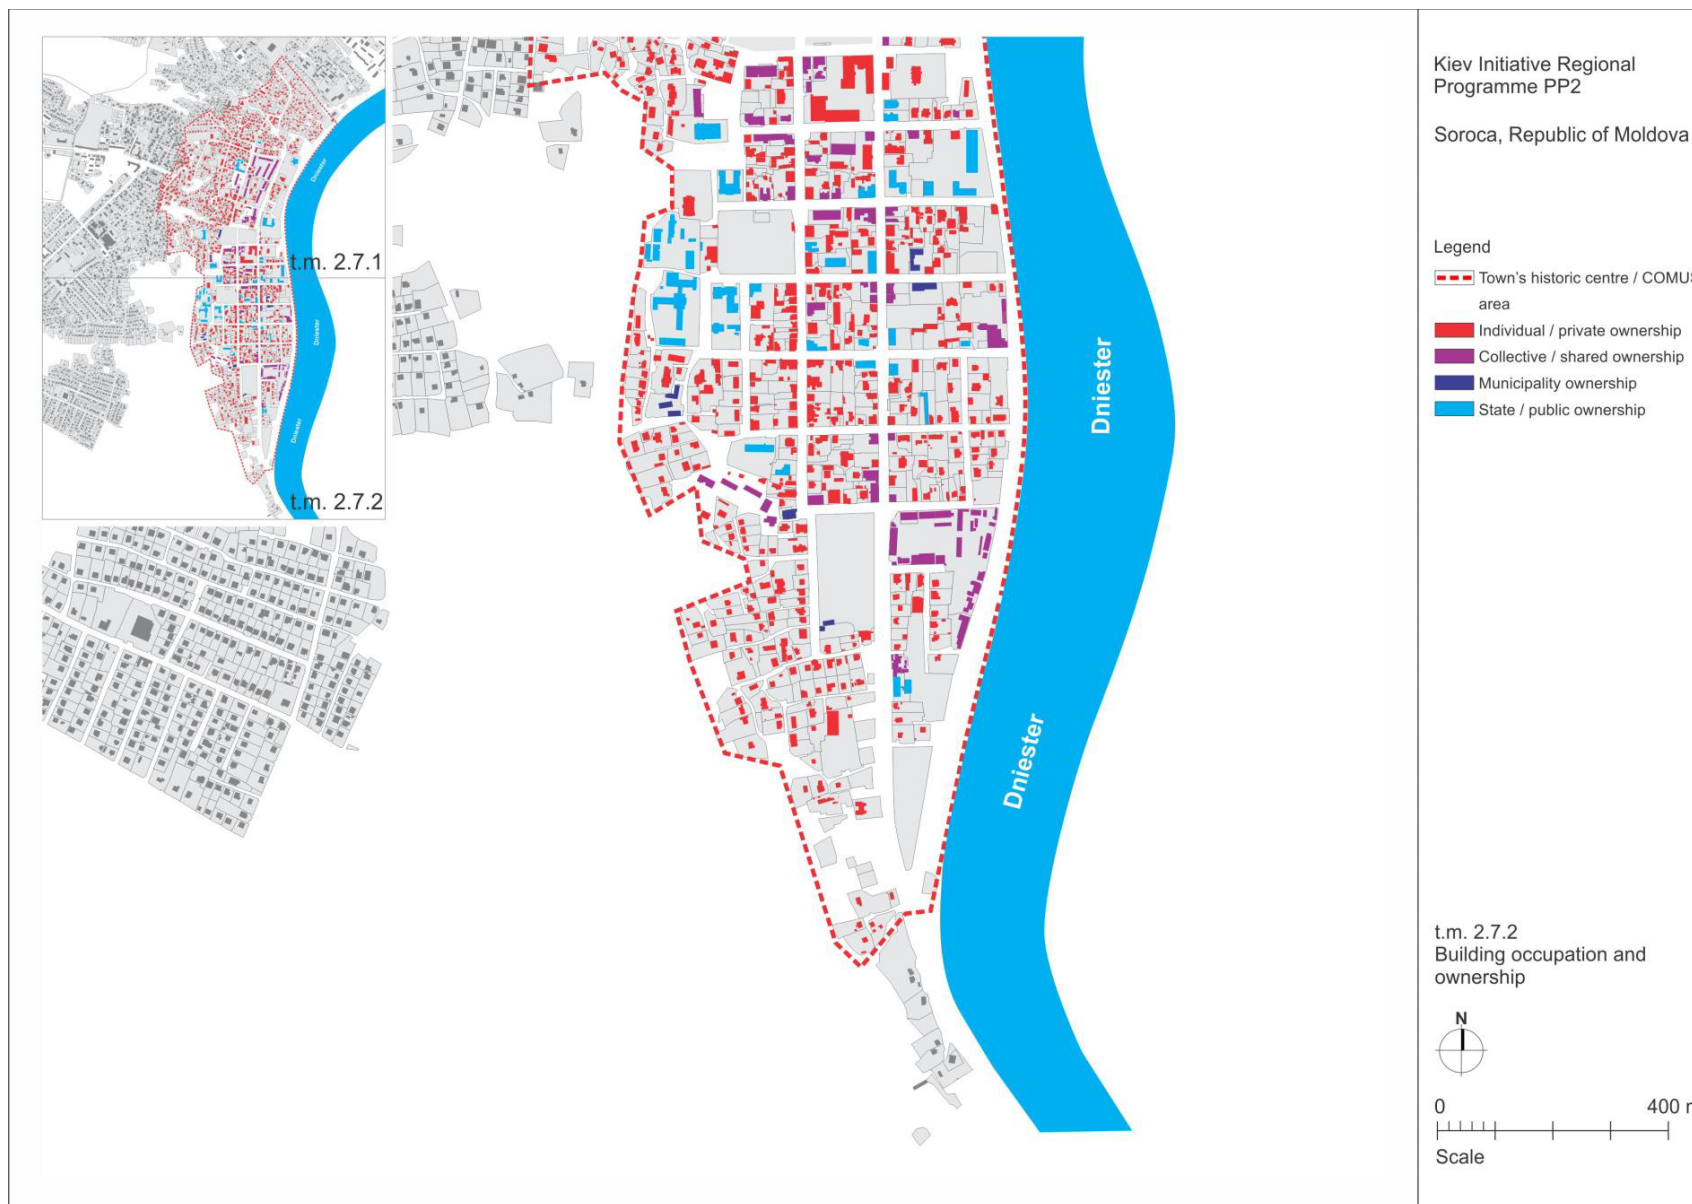 Kiev Initiative Regional
Programme PP2
Soroca, Republic of Moldova
Legend
Town's historic centre / COMUS
area
Individual / private ownership
Collective / shared ownership
Municipality ownership
State / public ownership
Dniester
t.m. 2.7.1
Dniester
Dniester
t.m. 2.7.2
Dniester
Dniester
t.m. 2.7.2
Building occupation and
ownership
N
0 400 m
Scale